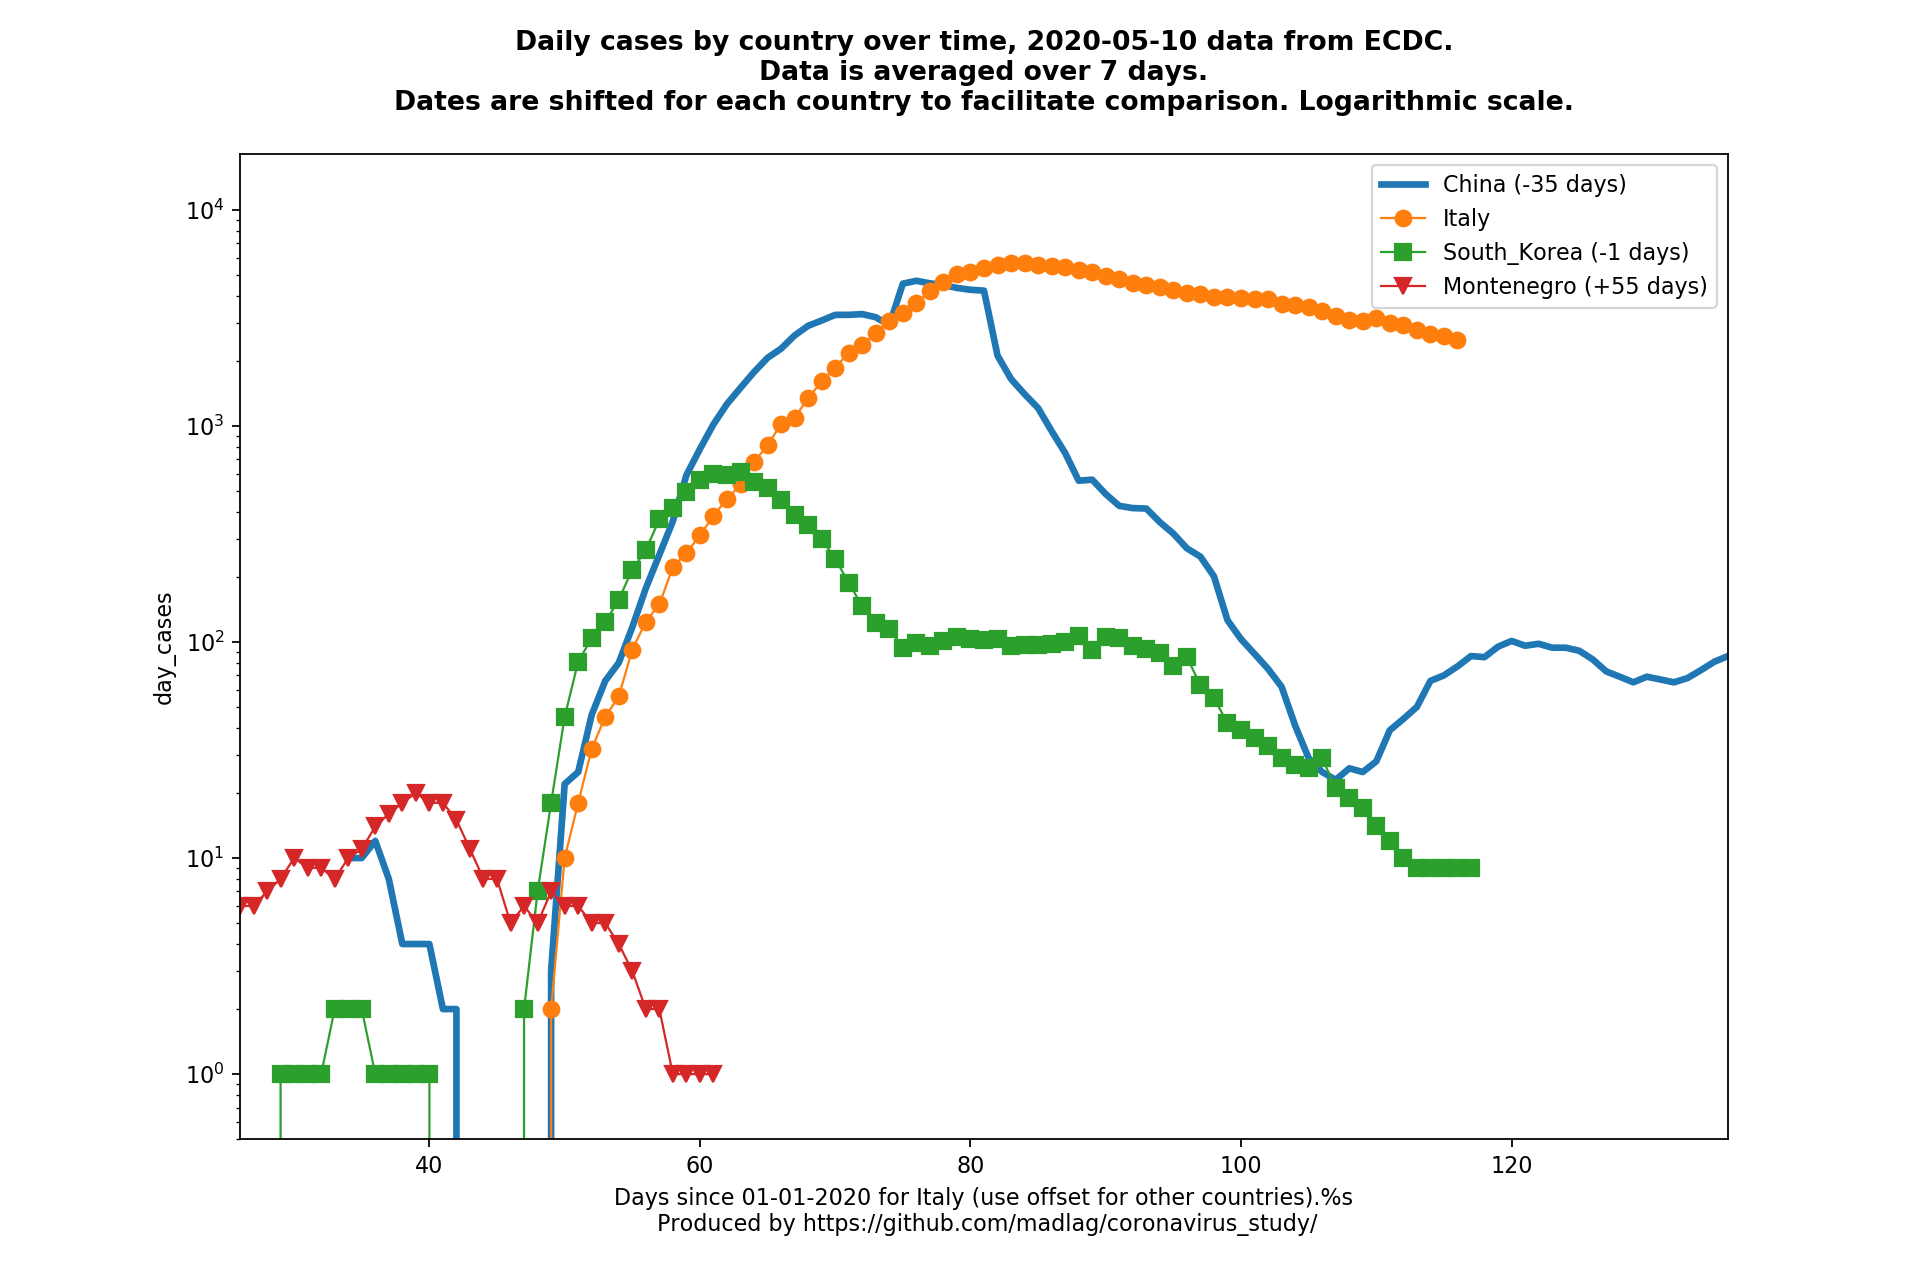 Daily cases by country over time, 2020-05-10 data from ECDC.
Data is averaged over 7 days.
Dates are shifted for each country to facilitate comparison. Logarithmic scale.
China (-35 days)
Italy
South_Korea (-1 days)
Montenegro (+55 days)
day_cases
10⁴
10³
10²
10¹
10⁰
40 60 80 100 120
Days since 01-01-2020 for Italy (use offset for other countries).%s
Produced by https://github.com/madlag/coronavirus_study/